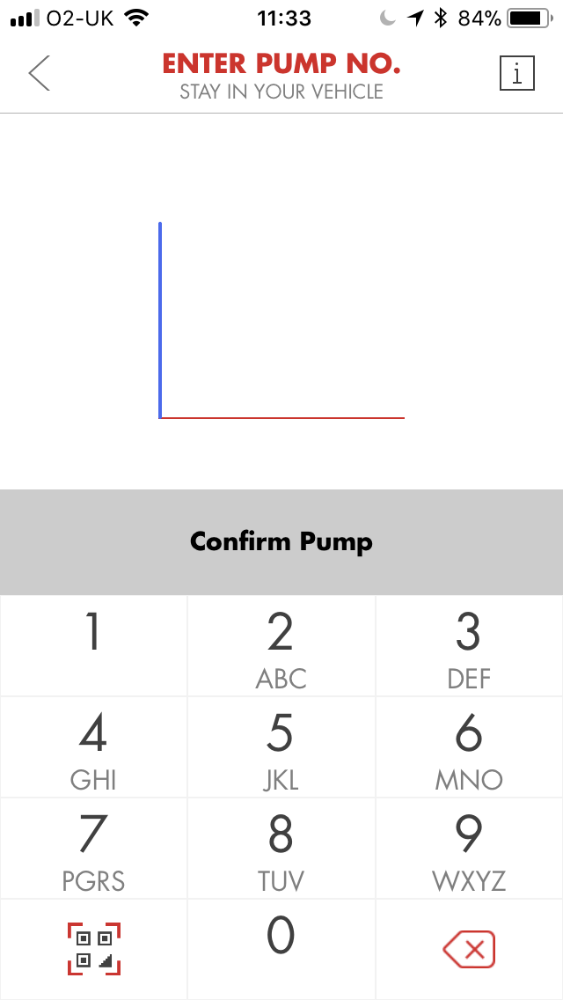 O2-UK 11:33 84%
ENTER PUMP NO.
STAY IN YOUR VEHICLE
i
Confirm Pump
1 2 3
ABC DEF
4 5 6
GHI JKL MNO
7 8 9
PGRS TUV WXYZ
0